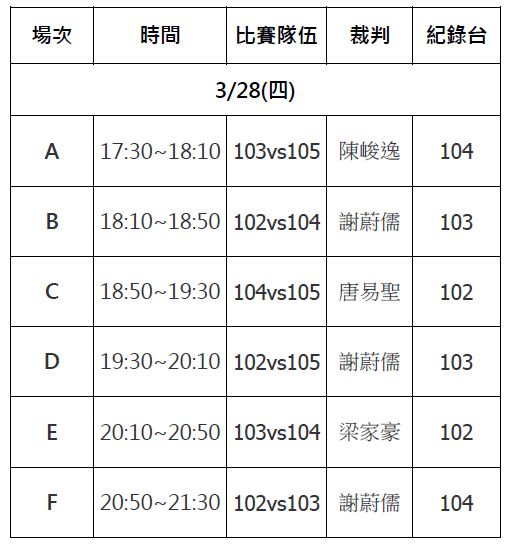 場次 時間 比賽隊伍 裁判 紀錄台
3/28(四)
A 17:30~18:10 103vs105 陳峻逸 104
B 18:10~18:50 102vs104 謝蔚儒 103
C 18:50~19:30 104vs105 唐易聖 102
D 19:30~20:10 102vs105 謝蔚儒 103
E 20:10~20:50 103vs104 梁家豪 102
F 20:50~21:30 102vs103 謝蔚儒 104